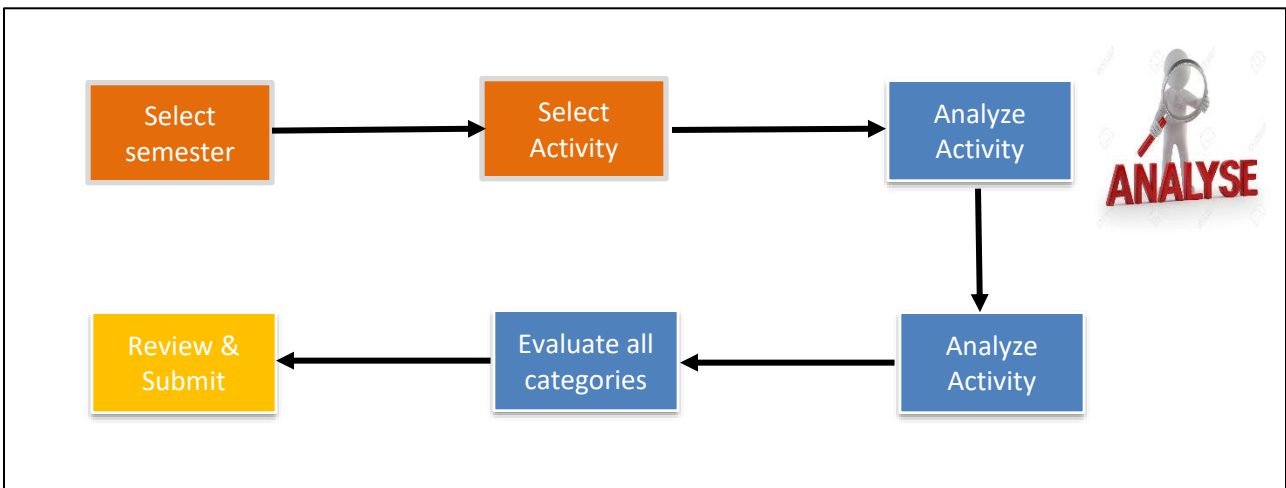 Select
semester
Select
Activity
Analyze
Activity
ANALYSE
Review &
Submit
Evaluate all
categories
Analyze
Activity